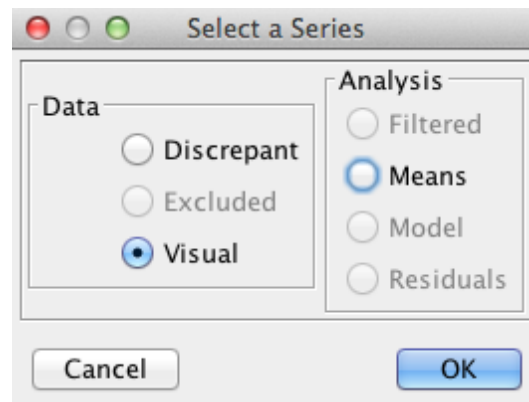 Select a Series
Data
Discrepant
Excluded
Visual
Analysis
Filtered
Means
Model
Residuals
Cancel
OK